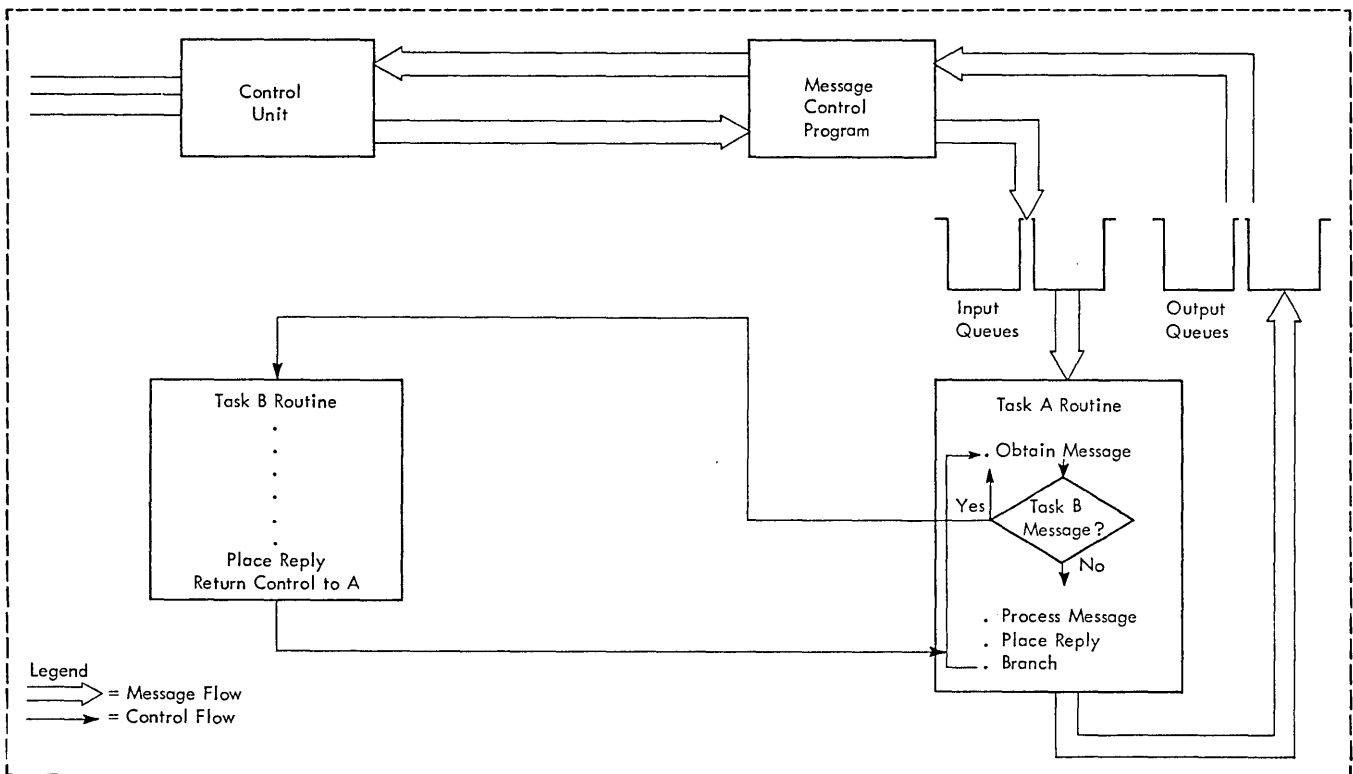 Control
Unit
Message
Control
Program
Input
Queues
Output
Queues
Task B Routine
Place Reply
Return Control to A
Task A Routine
. Obtain Message
Yes
Task B
Message?
No
. Process Message
. Place Reply
. Branch
Legend
= Message Flow
= Control Flow